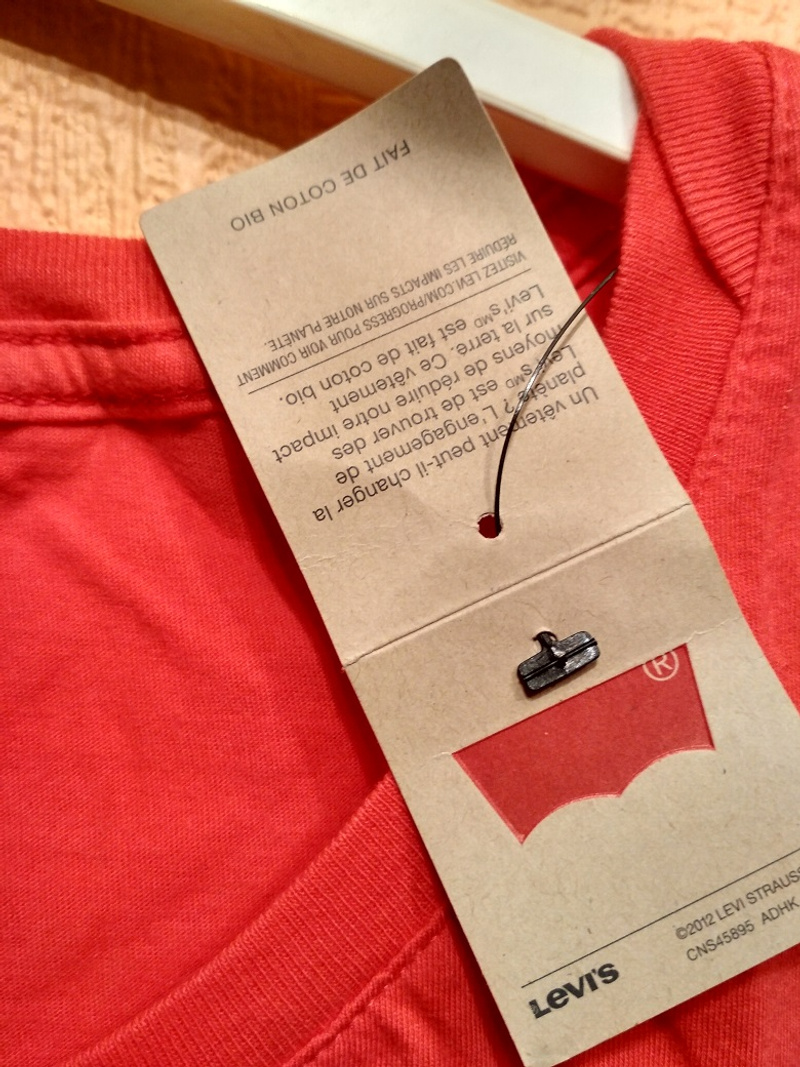 Un vêtement peut-il changer la
planète ? L'engagement de
Levi'sᴹᴰ est de trouver des
moyens de réduire notre impact
sur la terre. Ce vêtement
Levi'sᴹᴰ est fait de coton bio.
VISITEZ LEVI.COM/PROGRESS POUR VOIR COMMENT
RÉDUIRE LES IMPACTS SUR NOTRE PLANÈTE.
FAIT DE COTON BIO
®
©2012 LEVI STRAUSS
CNS45895 ADHK
Levi's